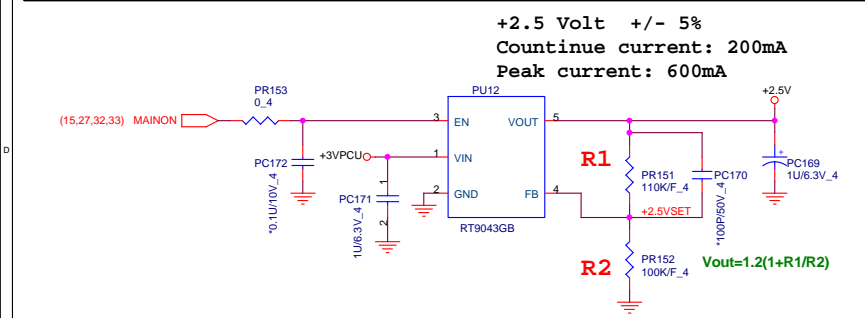 +2.5 Volt +/- 5%
Countinue current: 200mA
Peak current: 600mA
PU12
+2.5V
PR153
0_4
(15,27,32,33) MAINON
3
EN
VOUT
5
R1
PR151
110K/F_4
PC170
*100P/50V_4
+
PC169
1U/6.3V_4
D
PC172
*0.1U/10V_4
+3VPCU
1
VIN
PC171
1U/6.3V_4
1
2
2
GND
FB
4
+2.5VSET
RT9043GB
R2
PR152
100K/F_4
Vout=1.2(1+R1/R2)